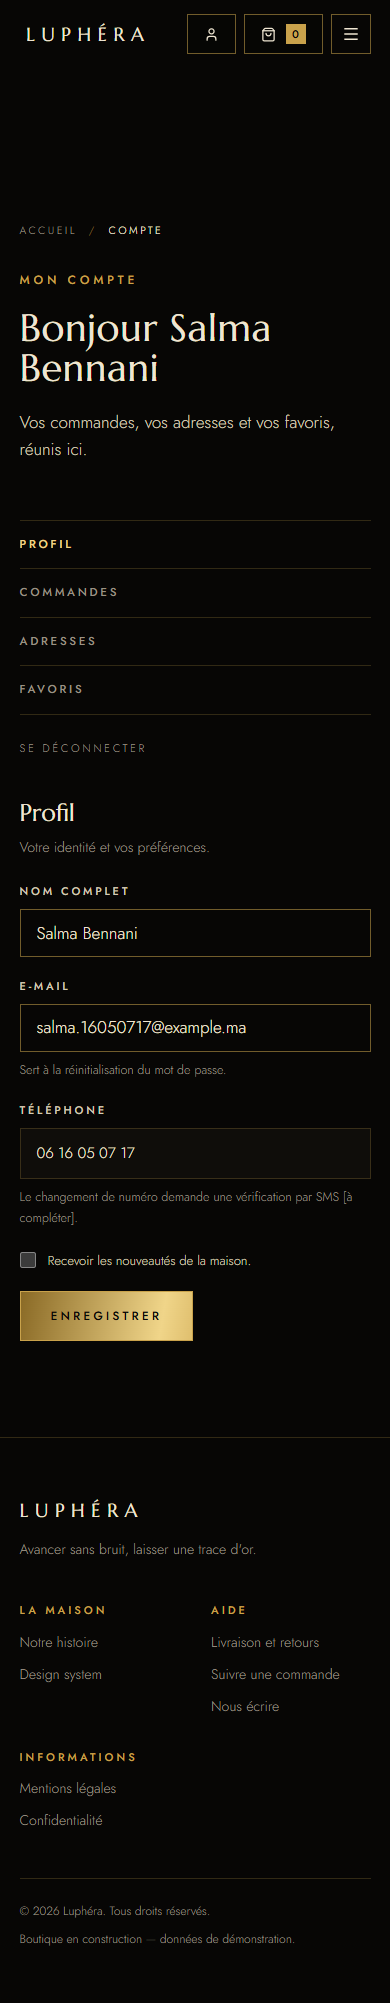 LUPHÉRA
0
ACCUEIL / COMPTE
MON COMPTE
Bonjour Salma
Bennani
Vos commandes, vos adresses et vos favoris,
réunis ici.
PROFIL
COMMANDES
ADRESSES
FAVORIS
SE DÉCONNECTER
Profil
Votre identité et vos préférences.
NOM COMPLET
Salma Bennani
E-MAIL
salma.16050717@example.ma
Sert à la réinitialisation du mot de passe.
TÉLÉPHONE
06 16 05 07 17
Le changement de numéro demande une vérification par SMS [à
compléter].
Recevoir les nouveautés de la maison.
ENREGISTRER
LUPHÉRA
Avancer sans bruit, laisser une trace d'or.
LA MAISON
Notre histoire
Design system
AIDE
Livraison et retours
Suivre une commande
Nous écrire
INFORMATIONS
Mentions légales
Confidentialité
© 2026 Luphéra. Tous droits réservés.
Boutique en construction — données de démonstration.